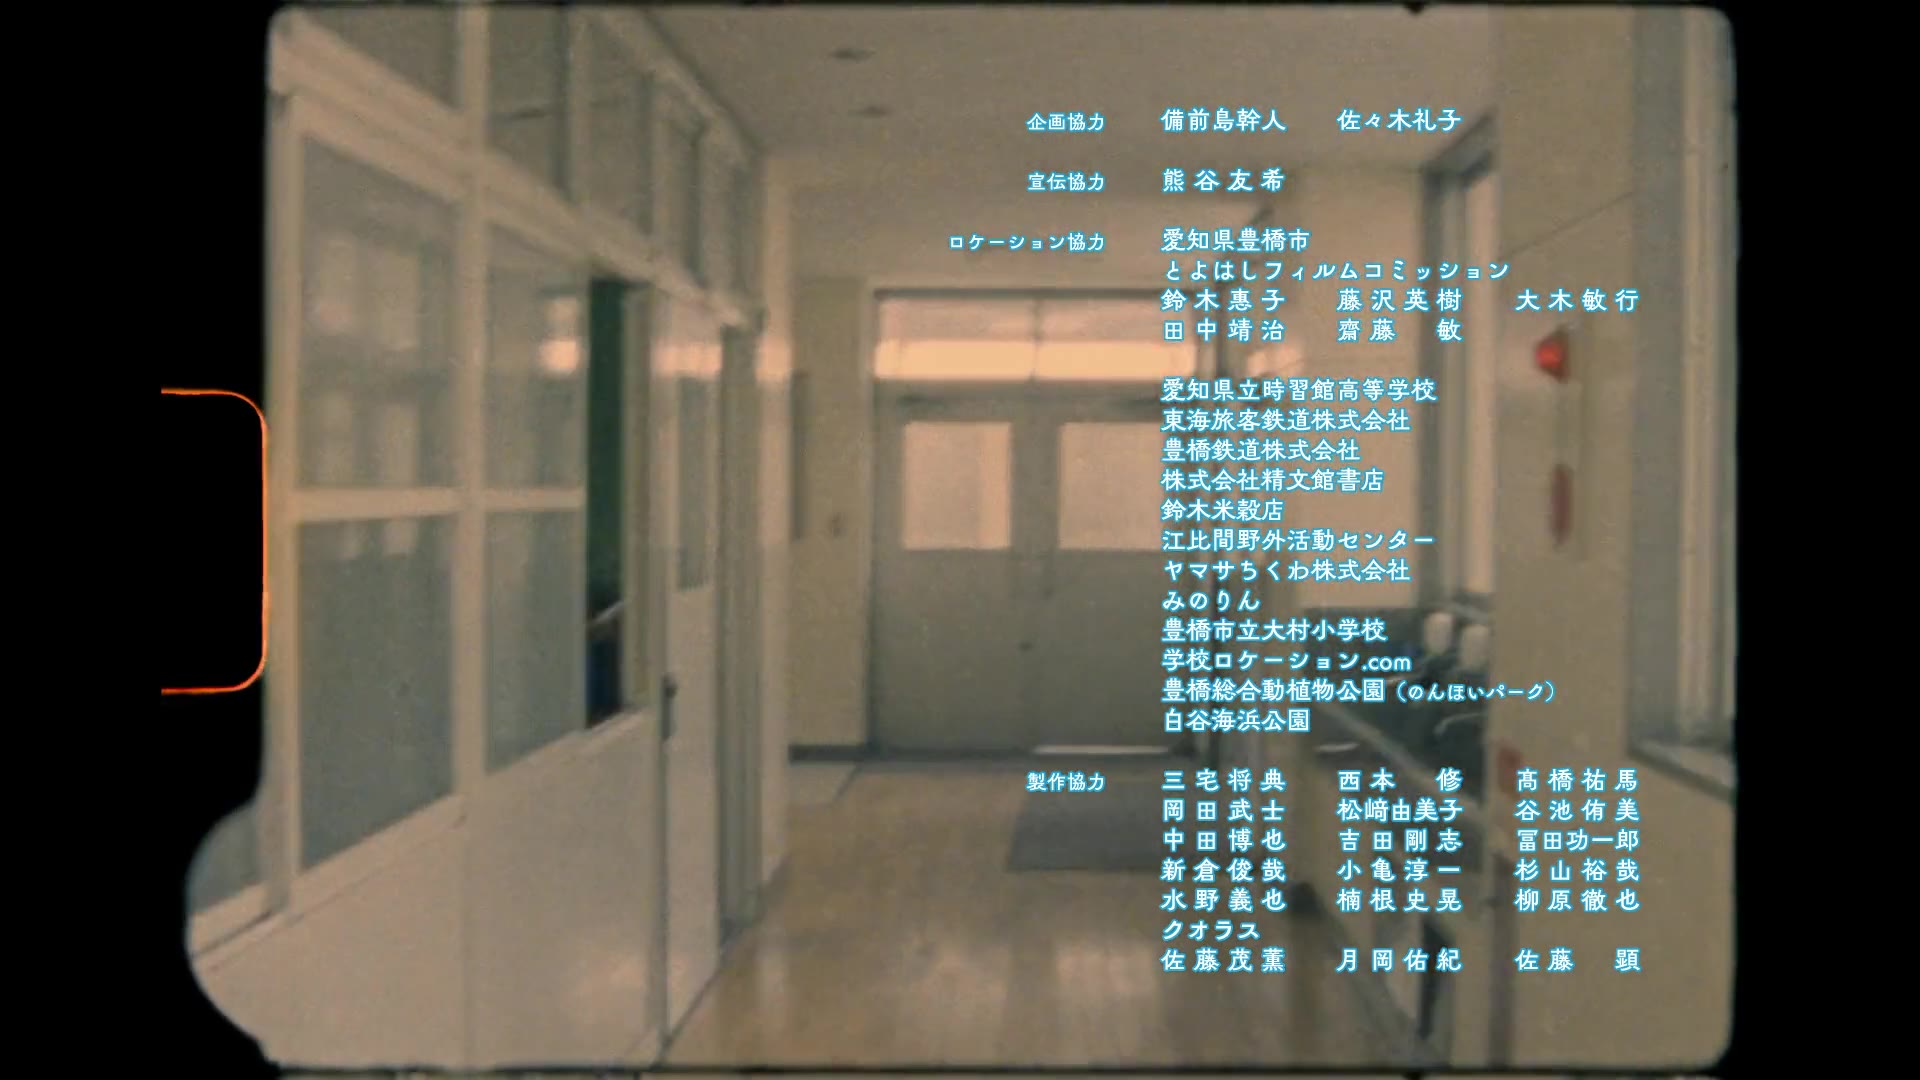 企画協力 備前島幹人 佐々木礼子
宣伝協力 熊谷友希
ロケーション協力 愛知県豊橋市
とよはしフィルムコミッション
鈴木惠子 藤沢英樹 大木敏行
田中靖治 齋藤 敏
愛知県立時習館高等学校
東海旅客鉄道株式会社
豊橋鉄道株式会社
株式会社精文館書店
鈴木米穀店
江比間野外活動センター
ヤマサちくわ株式会社
みのりん
豊橋市立大村小学校
学校ロケーション.com
豊橋総合動植物公園（のんほいパーク）
白谷海浜公園
製作協力 三宅将典 西本 修 髙橋祐馬
岡田武士 松﨑由美子 谷池侑美
中田博也 吉田剛志 冨田功一郎
新倉俊哉 小亀淳一 杉山裕哉
水野義也 楠根史晃 柳原徹也
クオラス
佐藤茂薫 月岡佑紀 佐藤 顕